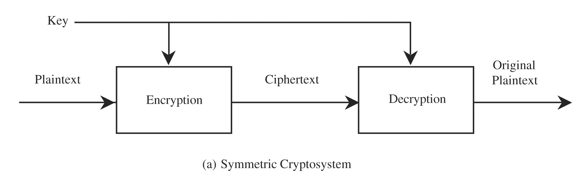 Key
Plaintext
Encryption
Ciphertext
Decryption
Original
Plaintext
(a) Symmetric Cryptosystem